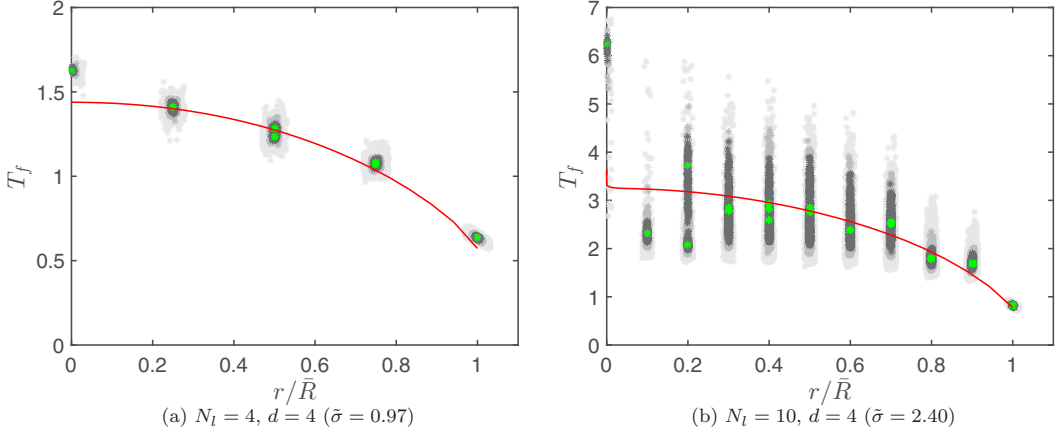 2
1.5
1
0.5
0
T_f
0 0.2 0.4 0.6 0.8 1
r/R̄
(a) N_l = 4, d = 4 (σ̃ = 0.97)
7
6
5
4
3
2
1
0
T_f
0 0.2 0.4 0.6 0.8 1
r/R̄
(b) N_l = 10, d = 4 (σ̃ = 2.40)